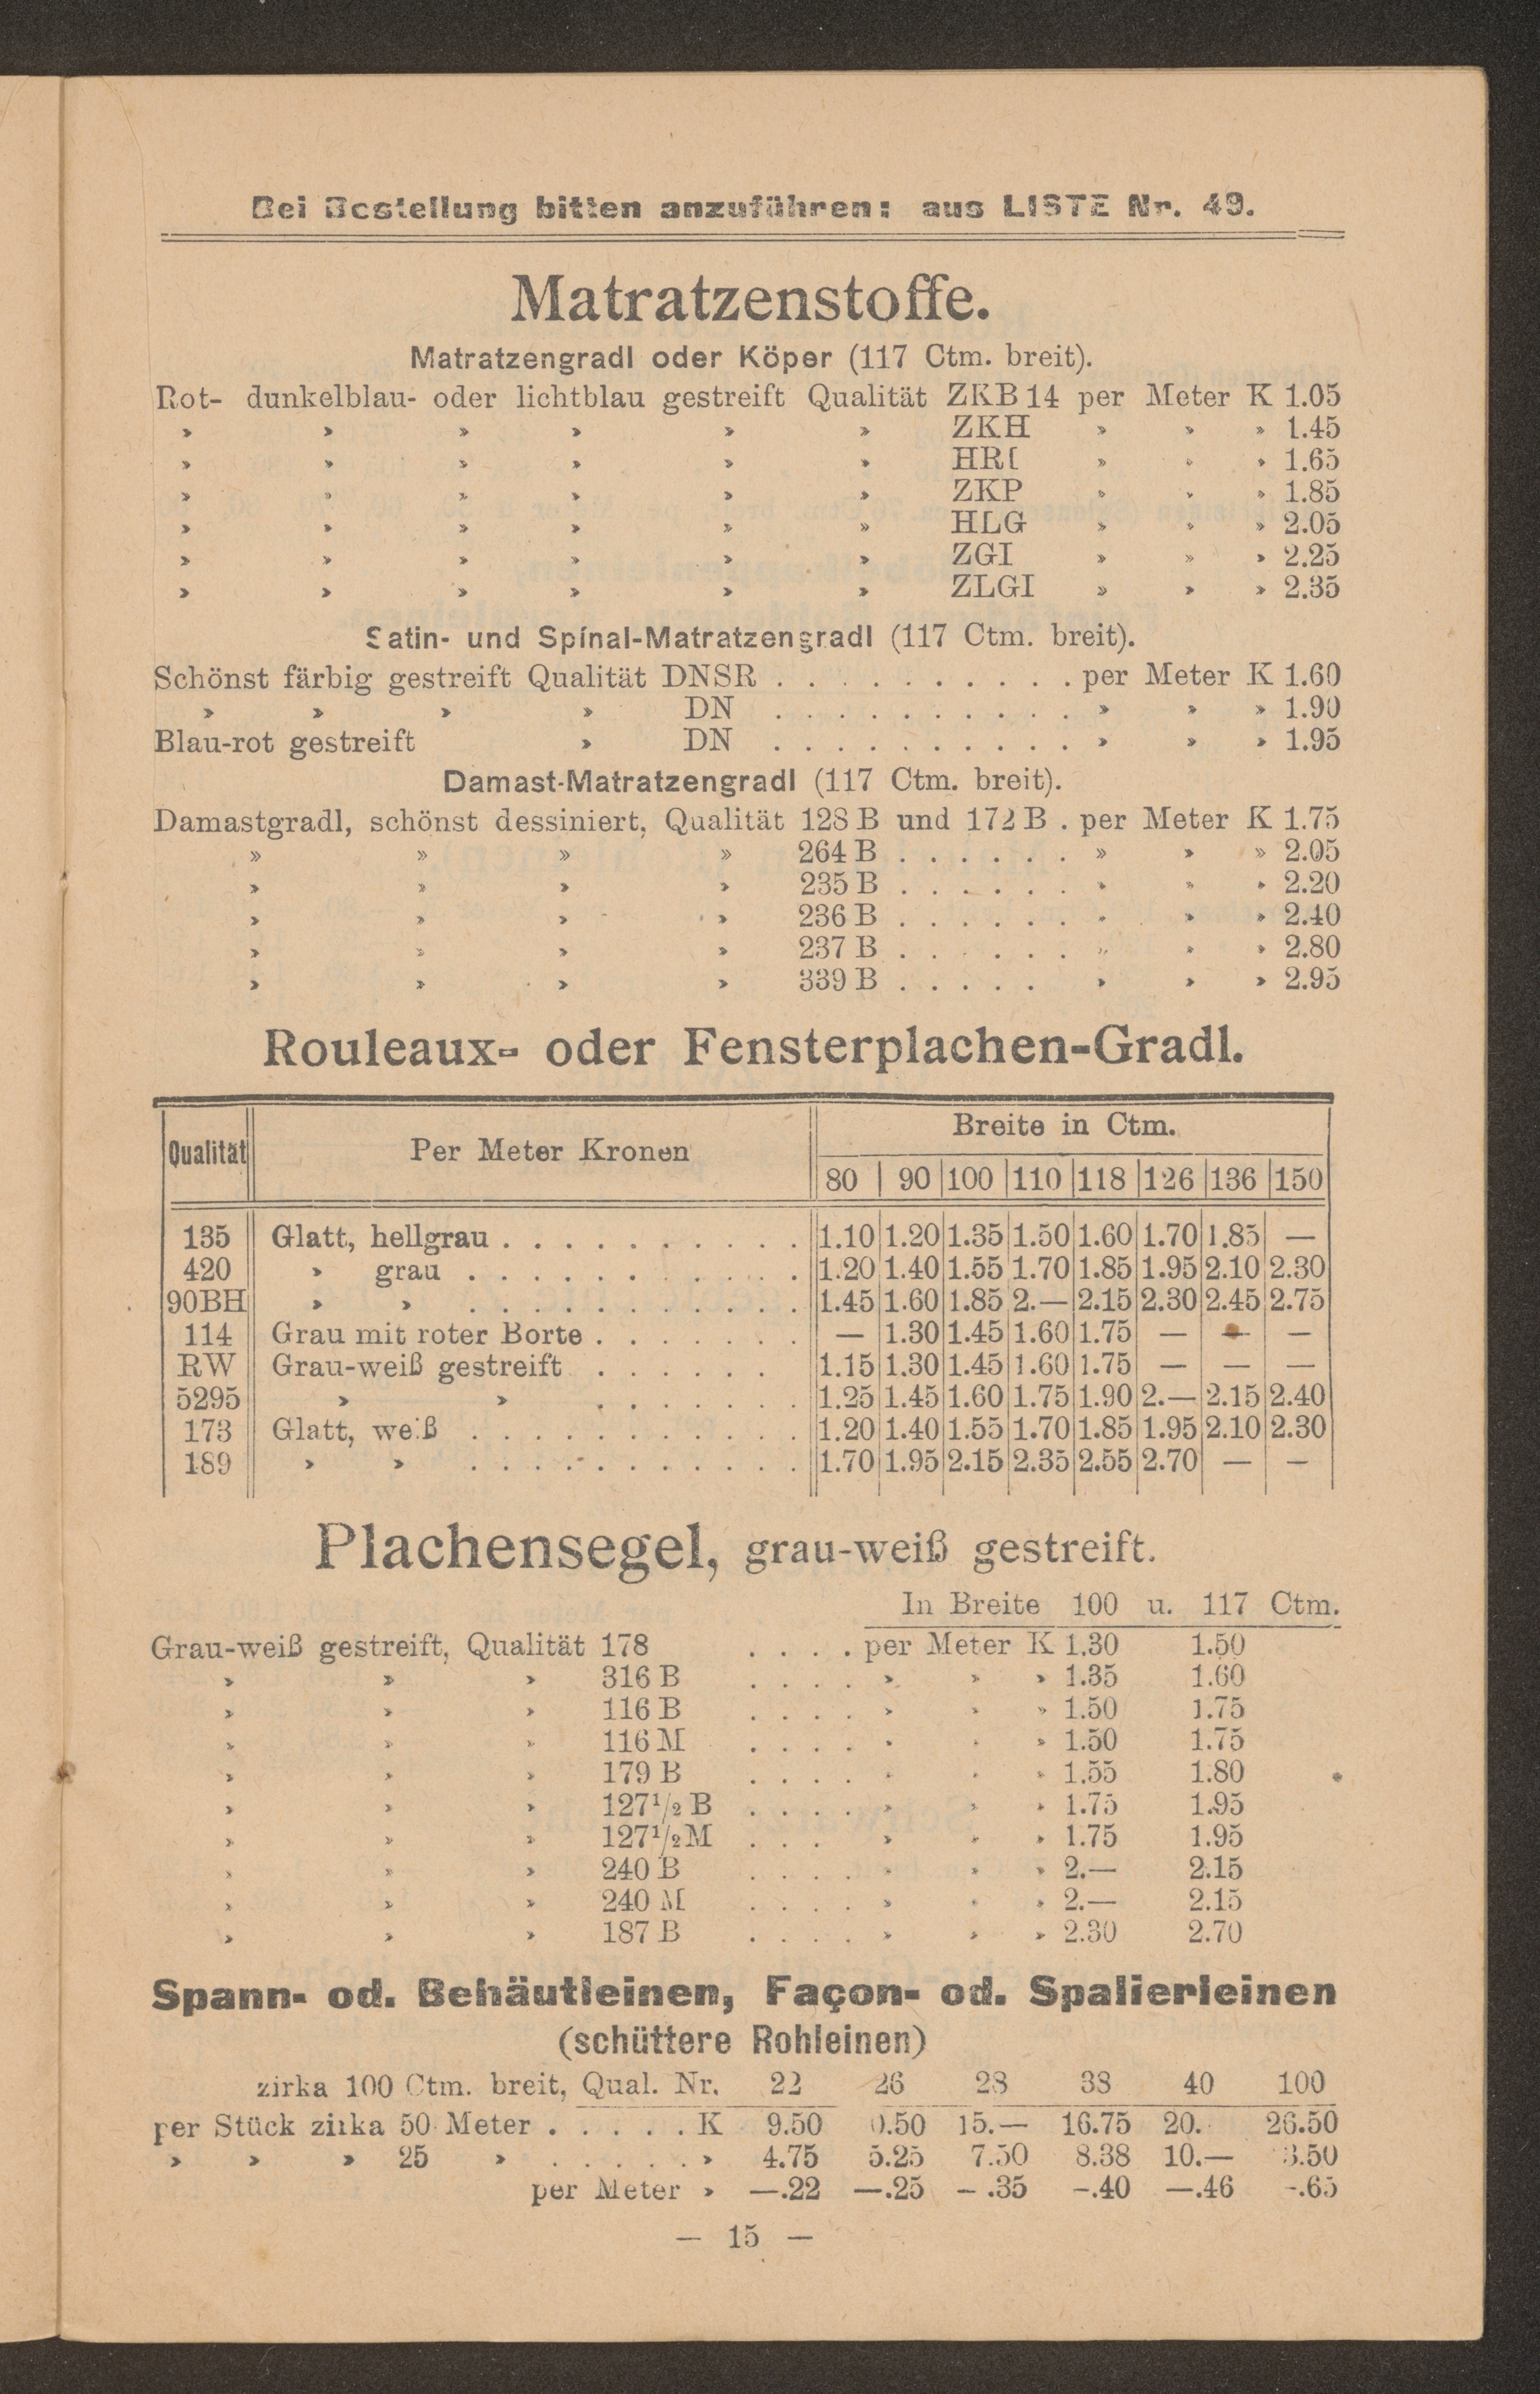 Bei Bestellung bitten anzuführen: aus LISTE Nr. 49.
Matratzenstoffe.
Matratzengradl oder Köper (117 Ctm. breit).
Rot- dunkelblau- oder lichtblau gestreift Qualität ZKB 14 per Meter K 1.05
» » » » » » ZKH » » » 1.45
» » » » » » » » » 1.65
» » » » » » ZKP » » » 1.85
» » » » » » HLG » » » 2.05
» » » » » » ZGI » » » 2.25
» » » » » » ZLGI » » » 2.35
Satin- und Spinal-Matratzengradl (117 Ctm. breit).
Schönst färbig gestreift Qualität DNSR . . . . . . . . . . per Meter K 1.60
» » » » DN . . . . . . . . . . » » » 1.90
Blau-rot gestreift » DN . . . . . . . . . . » » » 1.95
Damast-Matratzengradl (117 Ctm. breit).
Damastgradl, schönst dessiniert, Qualität 128 B und 172 B . per Meter K 1.75
» » » » 264 B . . . . . . » » » 2.05
» » » » 235 B . . . . . . » » » 2.20
» » » » 236 B . . . . . . » » » 2.40
» » » » 237 B . . . . . . » » » 2.80
» » » » 339 B . . . . . » » » 2.95
Rouleaux- oder Fensterplachen-Gradl.
Qualität Per Meter Kronen Breite in Ctm.
80 90 100 110 118 126 136 150
135 Glatt, hellgrau . . . . . . . . . . 1.10 1.20 1.35 1.50 1.60 1.70 1.85 —
420 » grau . . . . . . . . . . . 1.20 1.40 1.55 1.70 1.85 1.95 2.10 2.30
90BH » » . . . . . . . . . . . 1.45 1.60 1.85 2.— 2.15 2.30 2.45 2.75
114 Grau mit roter Borte . . . . . . . — 1.30 1.45 1.60 1.75 — — —
RW Grau-weiß gestreift . . . . . . 1.15 1.30 1.45 1.60 1.75 — — —
5295 » » . . . . . . . 1.25 1.45 1.60 1.75 1.90 2.— 2.15 2.40
173 Glatt, weiß . . . . . . . . . . . 1.20 1.40 1.55 1.70 1.85 1.95 2.10 2.30
189 » » . . . . . . . . . . . 1.70 1.95 2.15 2.35 2.55 2.70 — —
Plachensegel, grau-weiß gestreift.
In Breite 100 u. 117 Ctm.
Grau-weiß gestreift, Qualität 178 . . . . per Meter K 1.30 1.50
» » » 316 B . . . . » » » 1.35 1.60
» » » 116 B . . . . » » » 1.50 1.75
» » » 116 M . . . . » » » 1.50 1.75
» » » 179 B . . . . » » » 1.55 1.80
» » » 127½ B . . . . » » » 1.75 1.95
» » » 127½ M . . . » » » 1.75 1.95
» » » 240 B . . . . » » » 2.— 2.15
» » » 240 M . . . . » » » 2.— 2.15
» » » 187 B . . . . » » » 2.30 2.70
Spann- od. Behäutleinen, Façon- od. Spalierleinen
(schüttere Rohleinen)
zirka 100 Ctm. breit, Qual. Nr. 22 26 28 38 40 100
per Stück zirka 50 Meter . . . . . K 9.50 15.— 16.75 20. 26.50
» » » 25 » . . . . . » 4.75 5.25 7.50 8.38 10.—
per Meter » —.22 —.25 —.35 —.40 —.46 —.65
— 15 —